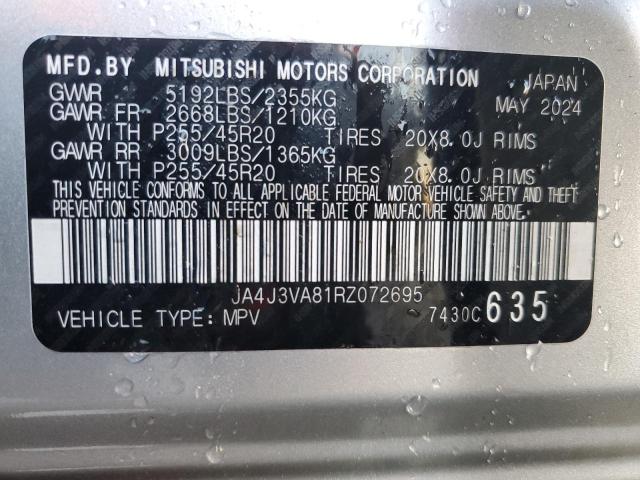 MFD.BY MITSUBISHI MOTORS CORPORATION JAPAN
GVWR 5192LBS/2355KG MAY 2024
GAWR FR 2668LBS/1210KG
WITH P255/45R20 TIRES 20X8.0J RIMS
GAWR RR 3009LBS/1365KG
WITH P255/45R20 TIRES 20X8.0J RIMS
THIS VEHICLE CONFORMS TO ALL APPLICABLE FEDERAL MOTOR VEHICLE SAFETY AND THEFT
PREVENTION STANDARDS IN EFFECT ON THE DATE OF MANUFACTURE SHOWN ABOVE.
JA4J3VA81RZ072695
VEHICLE TYPE: MPV 7430C 635